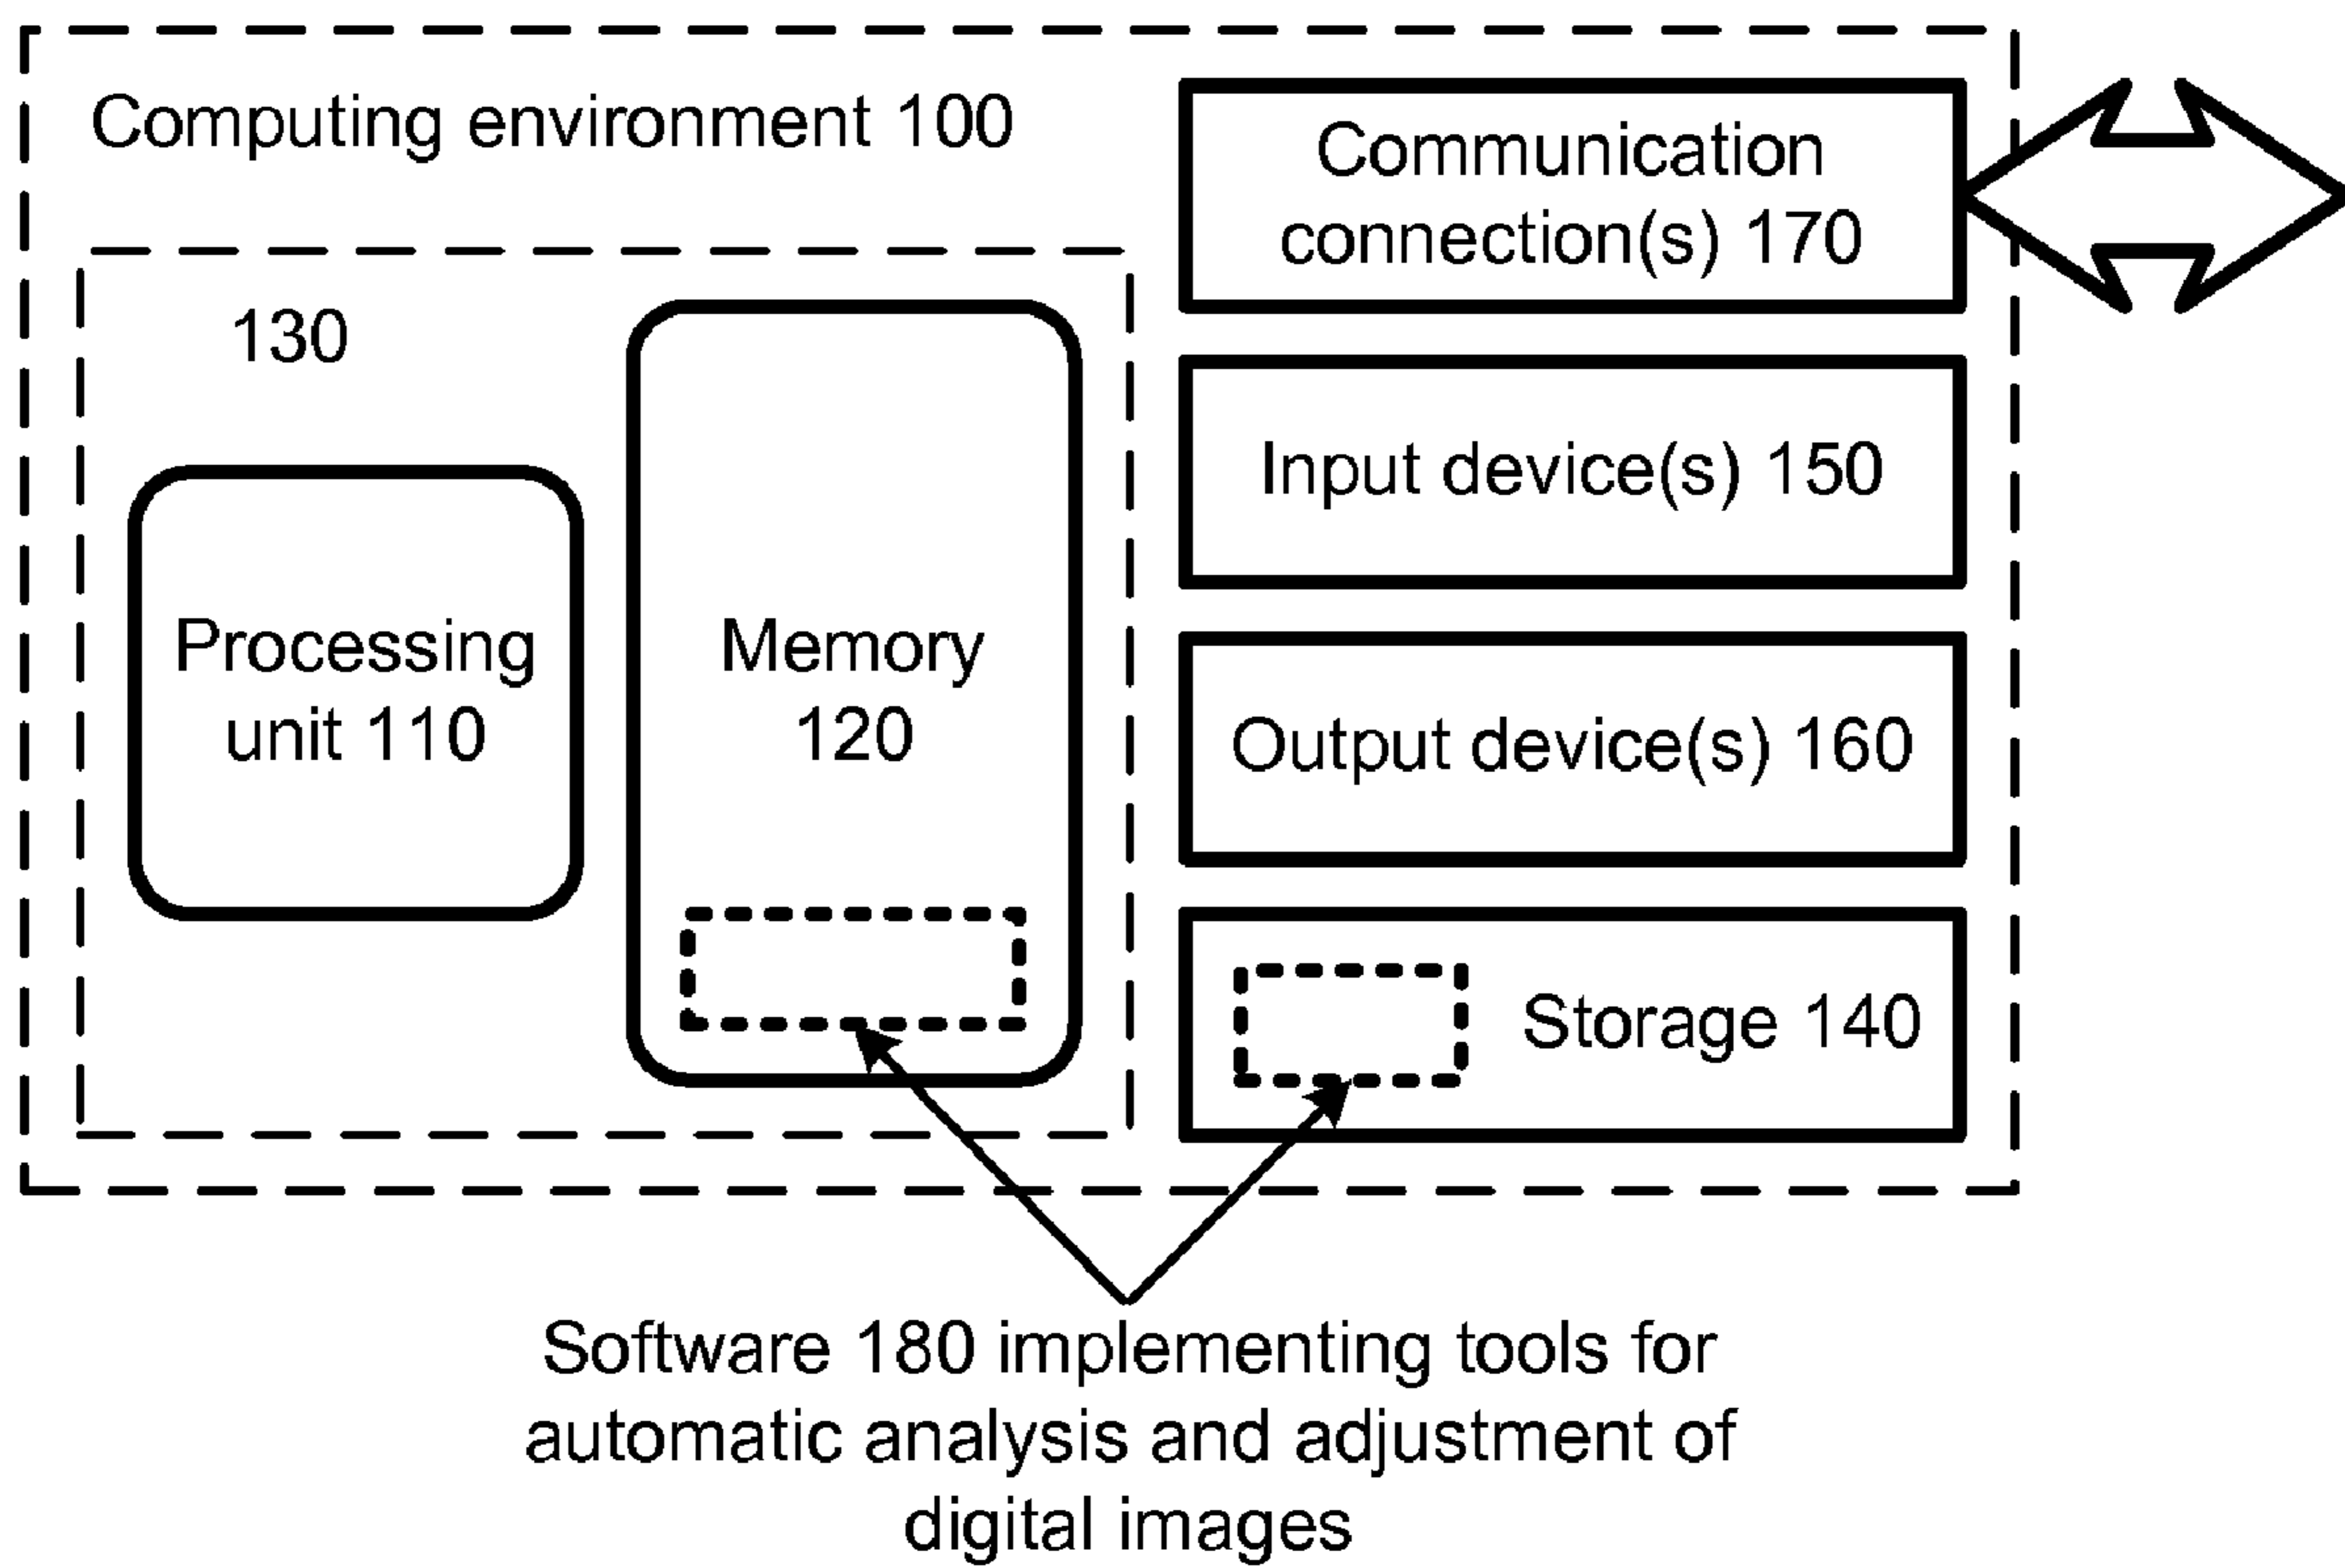 Computing environment 100
130
Processing
unit 110
Memory
120
Communication
connection(s) 170
Input device(s) 150
Output device(s) 160
Storage 140
Software 180 implementing tools for
automatic analysis and adjustment of
digital images